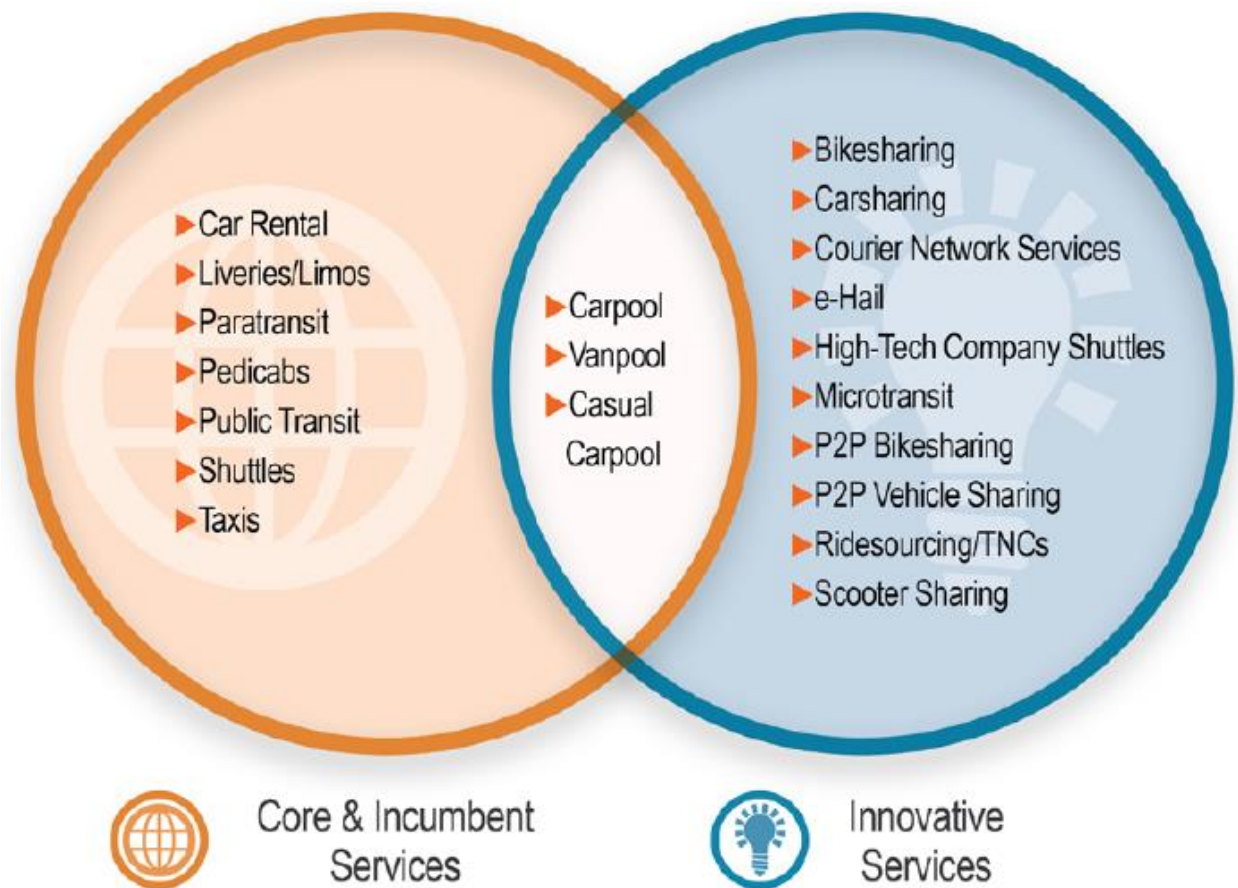 Car Rental
Liveries/Limos
Paratransit
Pedicabs
Public Transit
Shuttles
Taxis
Carpool
Vanpool
Casual
Carpool
Bikesharing
Carsharing
Courier Network Services
e-Hail
High-Tech Company Shuttles
Microtransit
P2P Bikesharing
P2P Vehicle Sharing
Ridesourcing/TNCs
Scooter Sharing
Core & Incumbent
Services
Innovative
Services